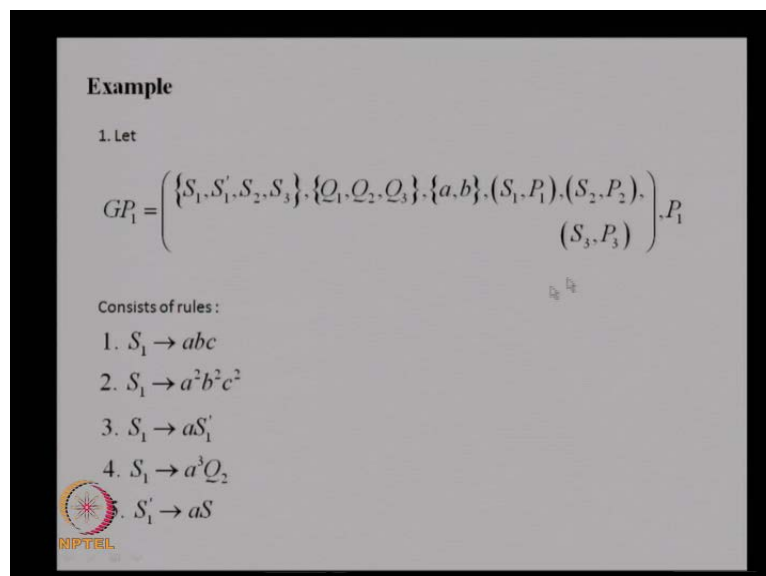 Example
1. Let
GP₁ = ( {S₁,S₁′,S₂,S₃},{Q₁,Q₂,Q₃},{a,b},(S₁,P₁),(S₂,P₂),
(S₃,P₃) ),P₁
Consists of rules :
1. S₁ → abc
2. S₁ → a²b²c²
3. S₁ → aS₁′
4. S₁ → a³Q₂
. S₁′ → aS
NPTEL